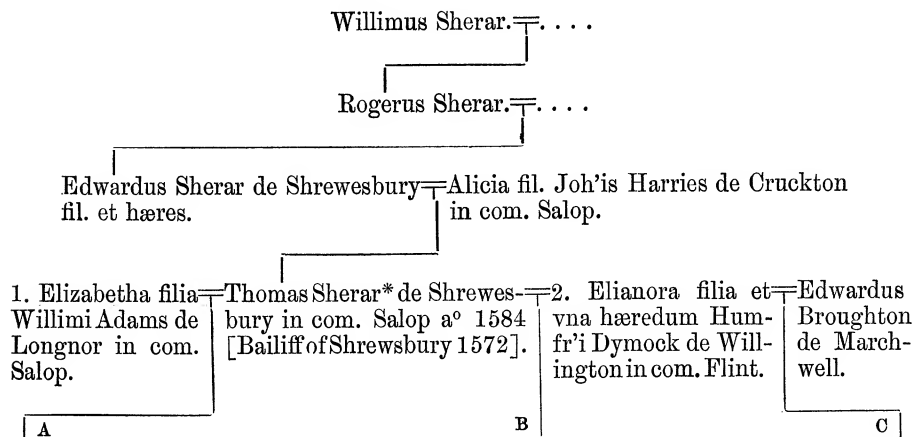 Willimus Sherar.=. . . .
Rogerus Sherar.=. . . .
Edwardus Sherar de Shrewesbury=Alicia fil. Joh'is Harries de Cruckton
fil. et hæres. in com. Salop.
1. Elizabetha filia=Thomas Sherar* de Shrewes-=2. Elianora filia et=Edwardus
Willimi Adams de bury in com. Salop aº 1584 vna hæredum Hum- Broughton
Longnor in com. [Bailiff of Shrewsbury 1572]. fr'i Dymock de Will- de March-
Salop. ington in com. Flint. well.
A B C